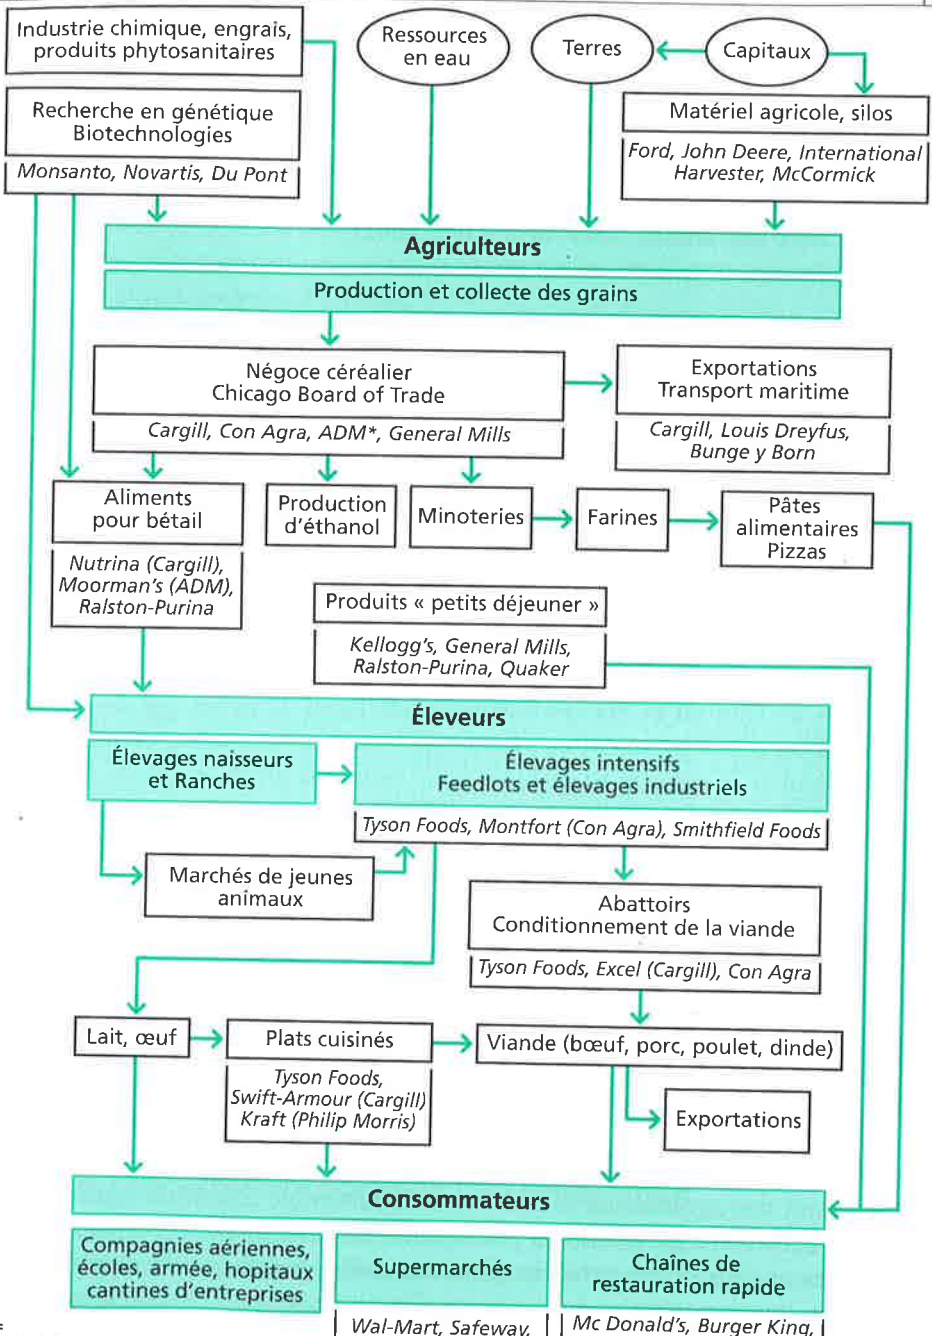 Industrie chimique, engrais,
produits phytosanitaires
Ressources
en eau
Terres
Capitaux
Recherche en génétique
Biotechnologies
Monsanto, Novartis, Du Pont
Matériel agricole, silos
Ford, John Deere, International
Harvester, McCormick
Agriculteurs
Production et collecte des grains
Négoce céréalier
Chicago Board of Trade
Cargill, Con Agra, ADM*, General Mills
Exportations
Transport maritime
Cargill, Louis Dreyfus,
Bunge y Born
Aliments
pour bétail
Nutrina (Cargill),
Moorman's (ADM),
Ralston-Purina
Production
d'éthanol
Minoteries
Farines
Pâtes
alimentaires
Pizzas
Produits « petits déjeuner »
Kellogg's, General Mills,
Ralston-Purina, Quaker
Éleveurs
Élevages naisseurs
et Ranches
Élevages intensifs
Feedlots et élevages industriels
Tyson Foods, Montfort (Con Agra), Smithfield Foods
Marchés de jeunes
animaux
Abattoirs
Conditionnement de la viande
Tyson Foods, Excel (Cargill), Con Agra
Lait, œuf
Plats cuisinés
Tyson Foods,
Swift-Armour (Cargill)
Kraft (Philip Morris)
Viande (bœuf, porc, poulet, dinde)
Exportations
Consommateurs
Compagnies aériennes,
écoles, armée, hopitaux
cantines d'entreprises
Supermarchés
Wal-Mart, Safeway,
Chaînes de
restauration rapide
Mc Donald's, Burger King,